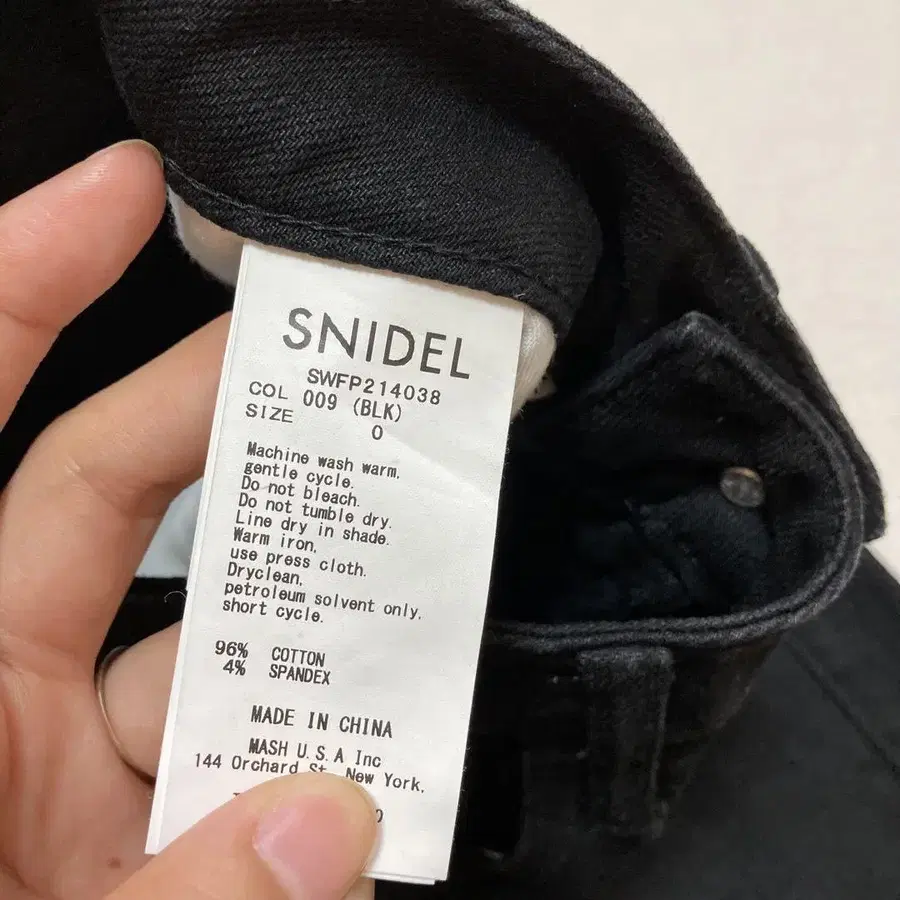 SNIDEL
SWFP214038
COL 009 (BLK)
SIZE 0
Machine wash warm,
gentle cycle.
Do not bleach.
Do not tumble dry.
Line dry in shade.
Warm iron,
use press cloth.
Dryclean,
petroleum solvent only,
short cycle.
96% COTTON
4% SPANDEX
MADE IN CHINA
MASH U.S.A Inc
144 Orchard St. New York,